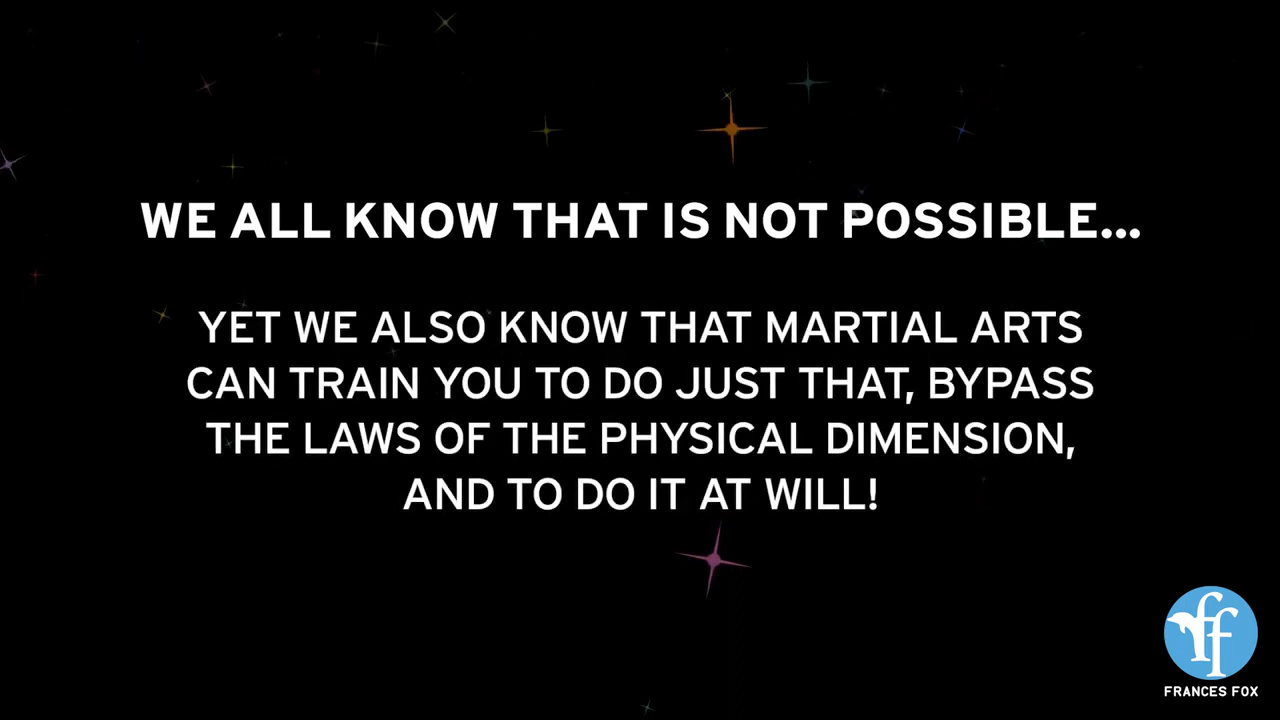 WE ALL KNOW THAT IS NOT POSSIBLE...
YET WE ALSO KNOW THAT MARTIAL ARTS
CAN TRAIN YOU TO DO JUST THAT, BYPASS
THE LAWS OF THE PHYSICAL DIMENSION,
AND TO DO IT AT WILL!
ff
FRANCES FOX